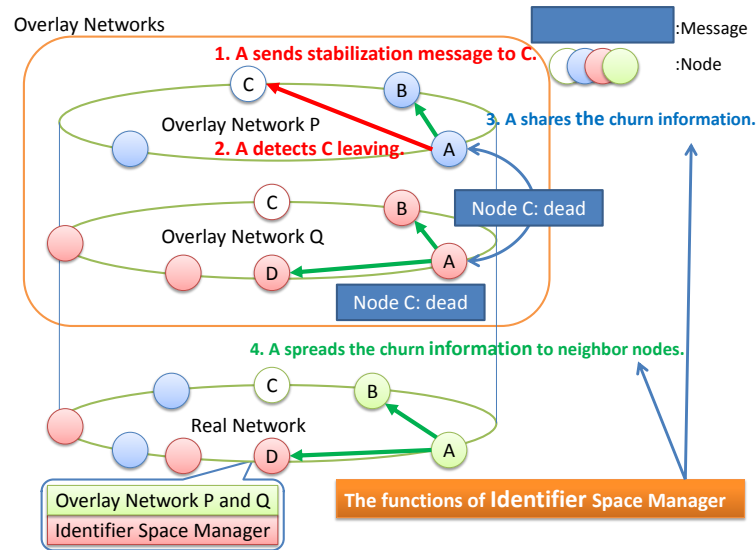 Overlay Networks
:Message
:Node
1. A sends stabilization message to C.
C
B
Overlay Network P
3. A shares the churn information.
2. A detects C leaving.
A
C
B
Node C: dead
Overlay Network Q
D
A
Node C: dead
4. A spreads the churn information to neighbor nodes.
C
B
Real Network
D
A
Overlay Network P and Q
The functions of Identifier Space Manager
Identifier Space Manager